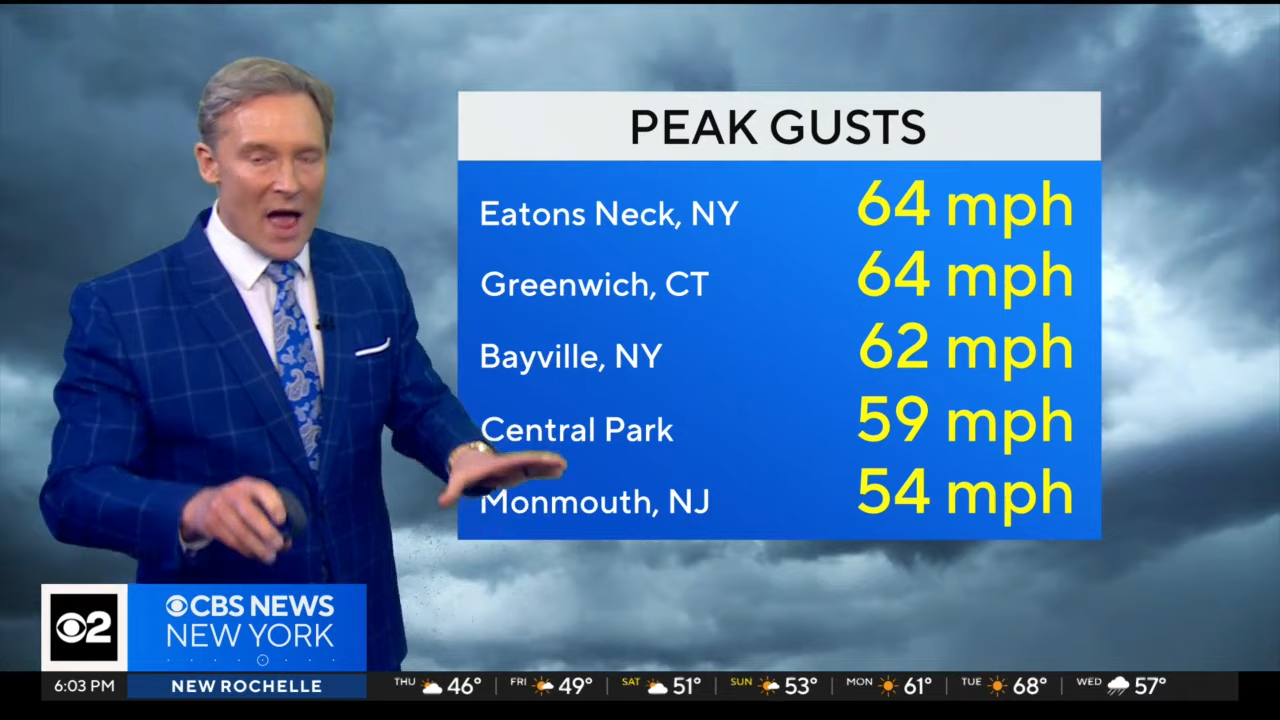 PEAK GUSTS
Eatons Neck, NY 64 mph
Greenwich, CT 64 mph
Bayville, NY 62 mph
Central Park 59 mph
Monmouth, NJ 54 mph
2 CBS NEWS
NEW YORK
6:03 PM NEW ROCHELLE THU 46° FRI 49° SAT 51° SUN 53° MON 61° TUE 68° WED 57°